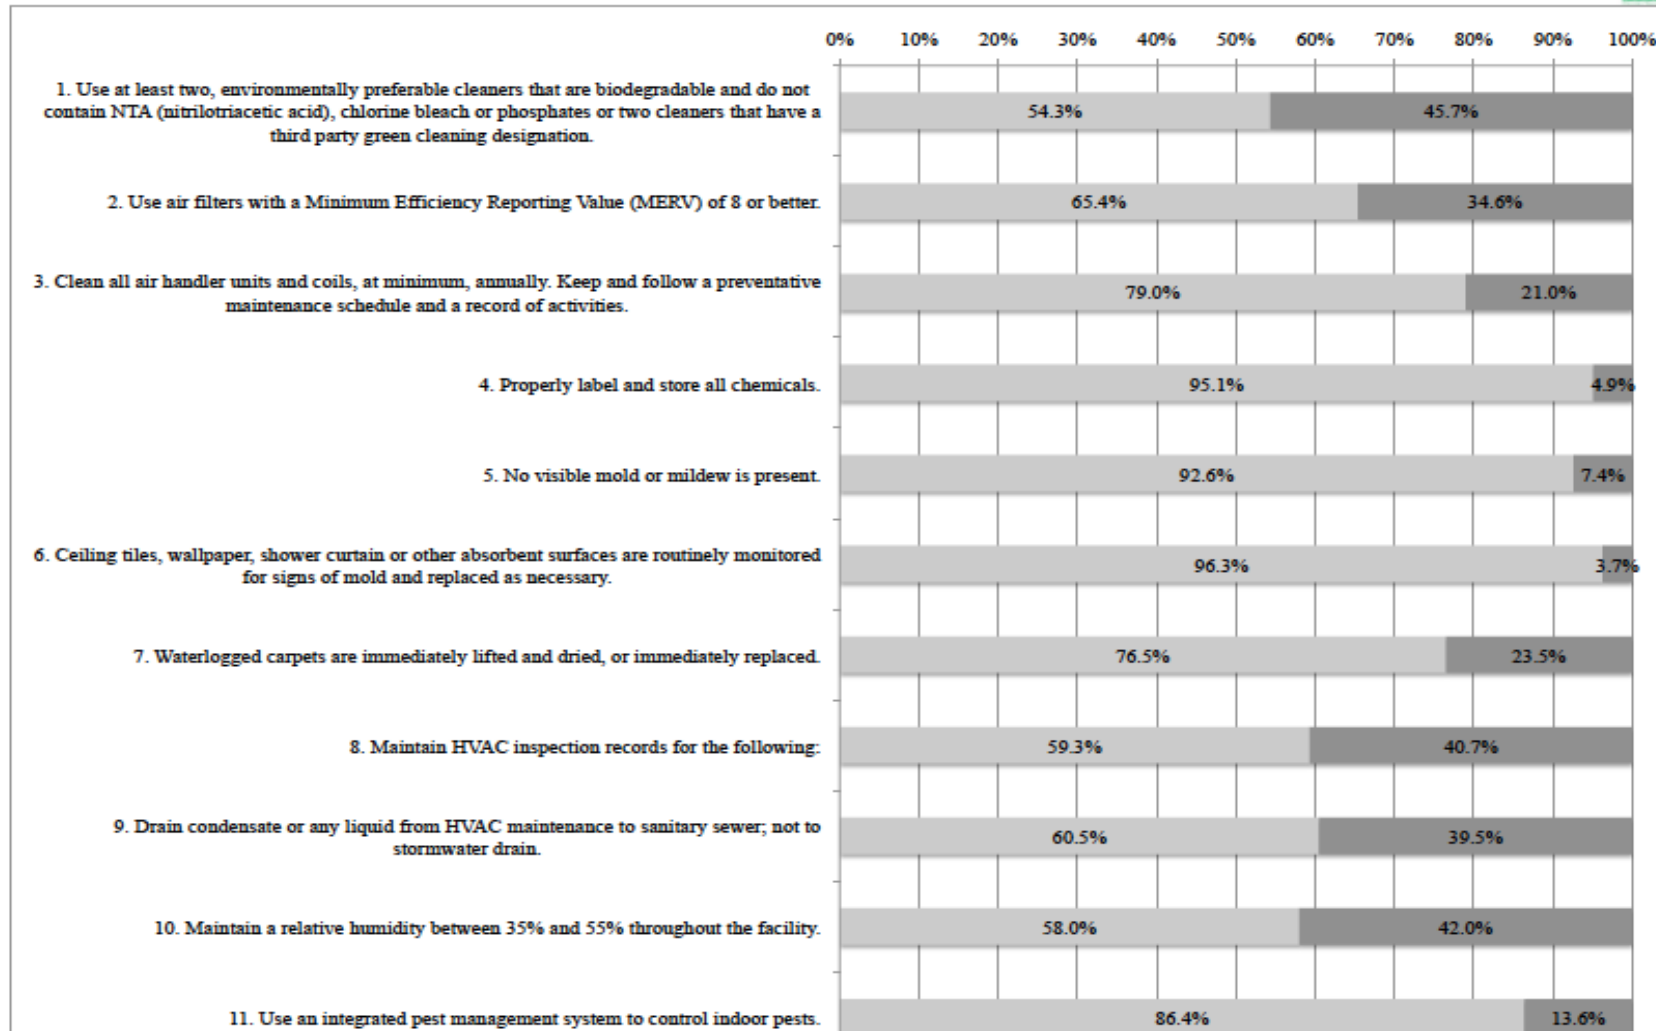 0% 10% 20% 30% 40% 50% 60% 70% 80% 90% 100%
1. Use at least two, environmentally preferable cleaners that are biodegradable and do not
contain NTA (nitrilotriacetic acid), chlorine bleach or phosphates or two cleaners that have a
third party green cleaning designation.
54.3% 45.7%
2. Use air filters with a Minimum Efficiency Reporting Value (MERV) of 8 or better.
65.4% 34.6%
3. Clean all air handler units and coils, at minimum, annually. Keep and follow a preventative
maintenance schedule and a record of activities.
79.0% 21.0%
4. Properly label and store all chemicals.
95.1% 4.9%
5. No visible mold or mildew is present.
92.6% 7.4%
6. Ceiling tiles, wallpaper, shower curtain or other absorbent surfaces are routinely monitored
for signs of mold and replaced as necessary.
96.3% 3.7%
7. Waterlogged carpets are immediately lifted and dried, or immediately replaced.
76.5% 23.5%
8. Maintain HVAC inspection records for the following:
59.3% 40.7%
9. Drain condensate or any liquid from HVAC maintenance to sanitary sewer; not to
stormwater drain.
60.5% 39.5%
10. Maintain a relative humidity between 35% and 55% throughout the facility.
58.0% 42.0%
11. Use an integrated pest management system to control indoor pests.
86.4% 13.6%